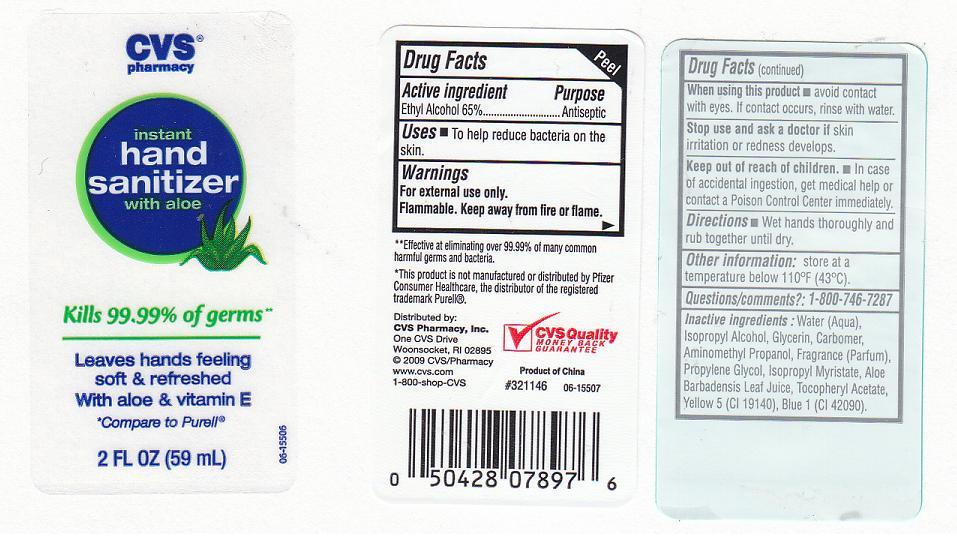 CVS®
pharmacy
instant
hand
sanitizer
with aloe
Kills 99.99% of germs**
Leaves hands feeling
soft & refreshed
With aloe & vitamin E
*Compare to Purell®
2 FL OZ (59 mL)
06-15506
Drug Facts
Peel
Active ingredient Purpose
Ethyl Alcohol 65%............................Antiseptic
Uses ■ To help reduce bacteria on the
skin.
Warnings
For external use only.
Flammable. Keep away from fire or flame.
**Effective at eliminating over 99.99% of many common
harmful germs and bacteria.
*This product is not manufactured or distributed by Pfizer
Consumer Healthcare, the distributor of the registered
trademark Purell®.
Distributed by:
CVS Pharmacy, Inc.
One CVS Drive
Woonsocket, RI 02895
© 2009 CVS/Pharmacy
www.cvs.com
1-800-shop-CVS
CVS Quality
MONEY BACK
GUARANTEE
Product of China
#321146 06-15507
0 50428 07897 6
Drug Facts (continued)
When using this product ■ avoid contact
with eyes. If contact occurs, rinse with water.
Stop use and ask a doctor if skin
irritation or redness develops.
Keep out of reach of children. ■ In case
of accidental ingestion, get medical help or
contact a Poison Control Center immediately.
Directions ■ Wet hands thoroughly and
rub together until dry.
Other information: store at a
temperature below 110ºF (43ºC).
Questions/comments?: 1-800-746-7287
Inactive ingredients : Water (Aqua),
Isopropyl Alcohol, Glycerin, Carbomer,
Aminomethyl Propanol, Fragrance (Parfum),
Propylene Glycol, Isopropyl Myristate, Aloe
Barbadensis Leaf Juice, Tocopheryl Acetate,
Yellow 5 (CI 19140), Blue 1 (CI 42090).